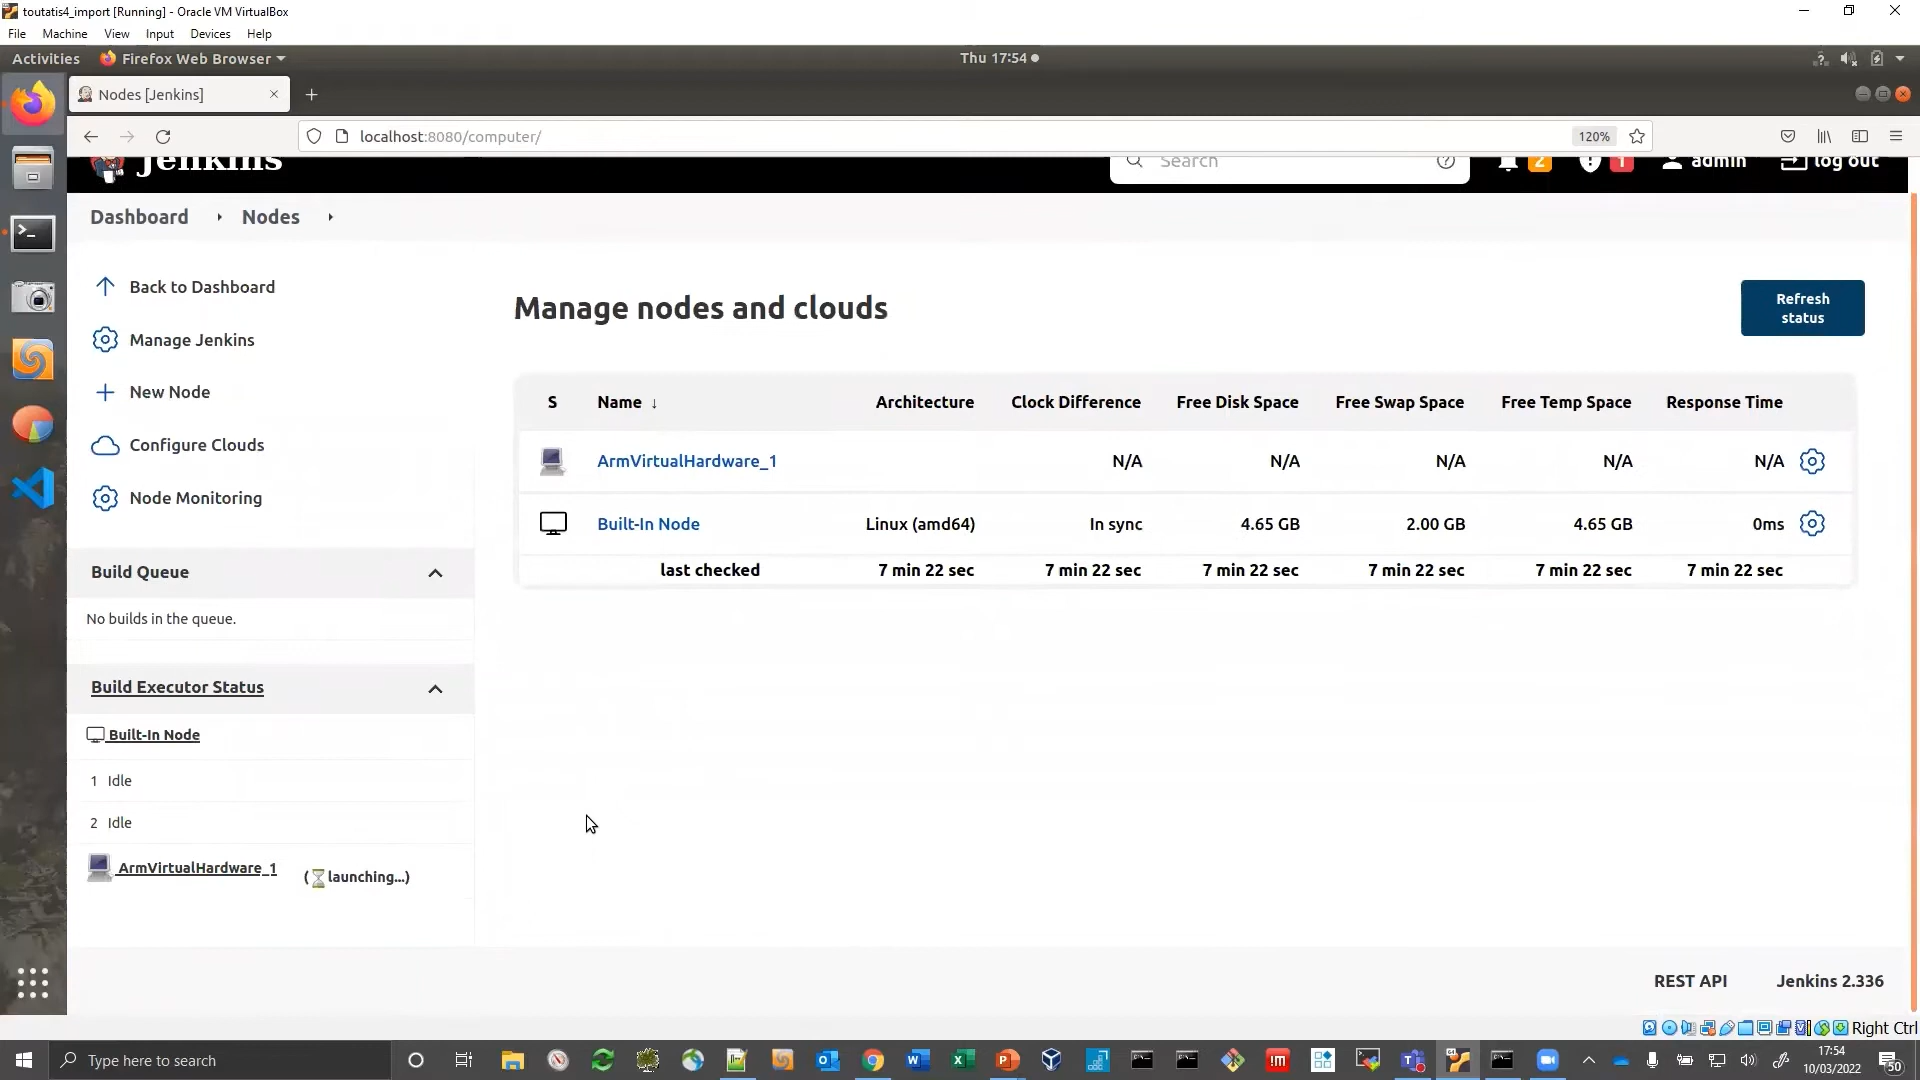 toutatis4_import [Running] - Oracle VM VirtualBox
File Machine View Input Devices Help
Activities Firefox Web Browser Thu 17:54
Nodes [Jenkins]
localhost:8080/computer/ 120%
Jenkins Search 2 1 admin log out
Dashboard Nodes
Back to Dashboard
Manage Jenkins
New Node
Configure Clouds
Node Monitoring
Build Queue
No builds in the queue.
Build Executor Status
Built-In Node
1 Idle
2 Idle
ArmVirtualHardware_1 (launching...)
Manage nodes and clouds
Refresh
status
S Name ↓ Architecture Clock Difference Free Disk Space Free Swap Space Free Temp Space Response Time
ArmVirtualHardware_1 N/A N/A N/A N/A N/A
Built-In Node Linux (amd64) In sync 4.65 GB 2.00 GB 4.65 GB 0ms
last checked 7 min 22 sec 7 min 22 sec 7 min 22 sec 7 min 22 sec 7 min 22 sec 7 min 22 sec
REST API Jenkins 2.336
Right Ctrl
Type here to search
17:54
10/03/2022
50